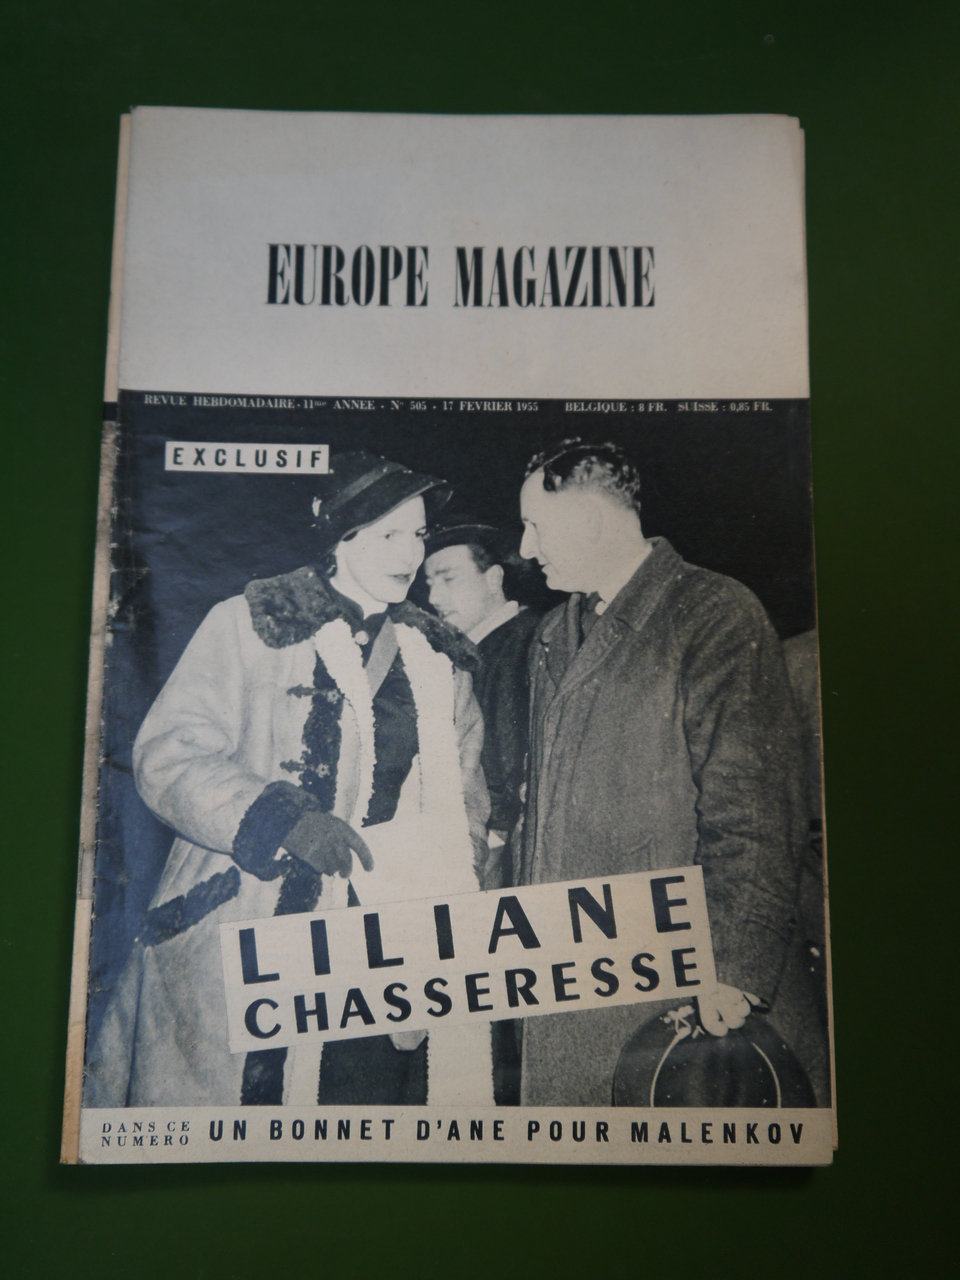 EUROPE MAGAZINE
REVUE HEBDOMADAIRE - 11me ANNEE - N° 505 - 17 FEVRIER 1955 BELGIQUE : 8 FR. SUISSE : 0,85 FR.
EXCLUSIF
LILIANE
CHASSERESSE
DANS CE
NUMERO
UN BONNET D'ANE POUR MALENKOV